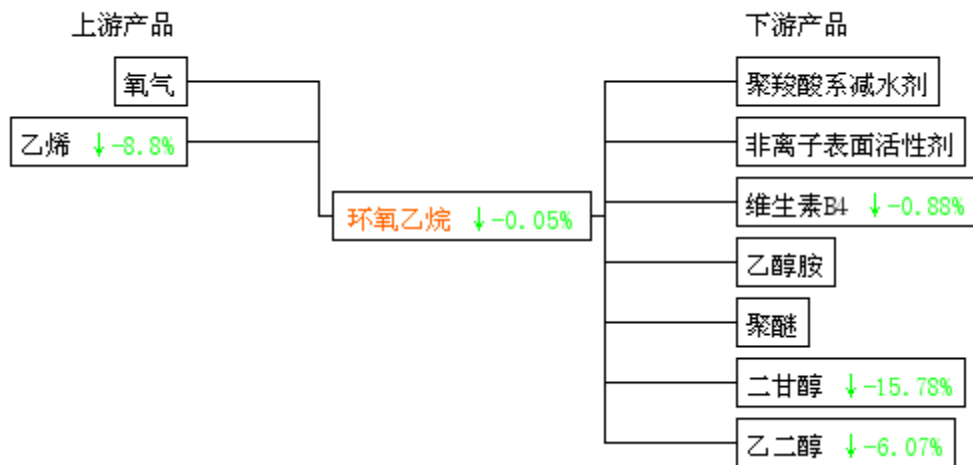 上游产品
下游产品
氧气
聚羧酸系减水剂
乙烯 ↓-8.8%
非离子表面活性剂
环氧乙烷 ↓-0.05%
维生素B4 ↓-0.88%
乙醇胺
聚醚
二甘醇 ↓-15.78%
乙二醇 ↓-6.07%